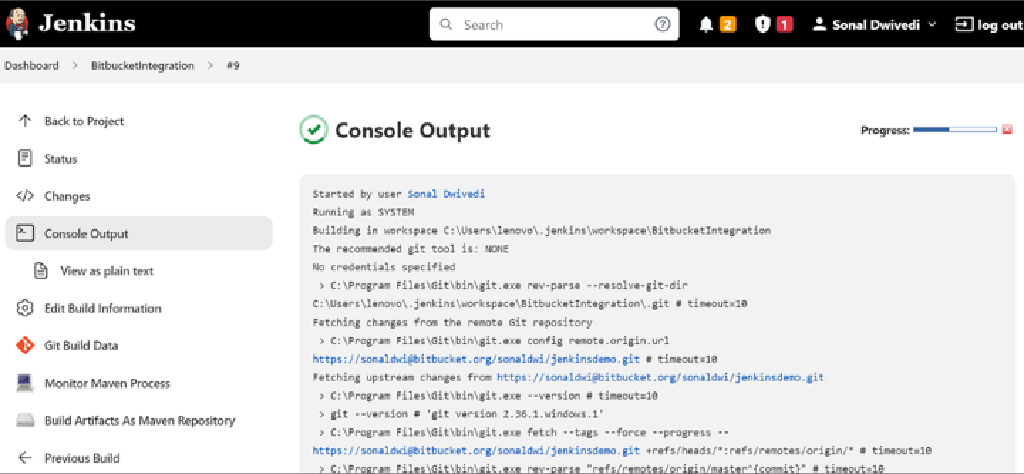 Jenkins
Search
2
1
Sonal Dwivedi
log out
Dashboard > BitbucketIntegration > #9
Back to Project
Status
Changes
Console Output
View as plain text
Edit Build Information
Git Build Data
Monitor Maven Process
Build Artifacts As Maven Repository
Previous Build
Console Output
Progress:
Started by user Sonal Dwivedi
Running as SYSTEM
Building in workspace C:\Users\lenovo\.jenkins\workspace\BitbucketIntegration
The recommended git tool is: NONE
No credentials specified
> C:\Program Files\Git\bin\git.exe rev-parse --resolve-git-dir
C:\Users\lenovo\.jenkins\workspace\BitbucketIntegration\.git # timeout=10
Fetching changes from the remote Git repository
> C:\Program Files\Git\bin\git.exe config remote.origin.url
https://sonaldwi@bitbucket.org/sonaldwi/jenkinsdemo.git # timeout=10
Fetching upstream changes from https://sonaldwi@bitbucket.org/sonaldwi/jenkinsdemo.git
> C:\Program Files\Git\bin\git.exe --version # timeout=10
> git --version # 'git version 2.36.1.windows.1'
> C:\Program Files\Git\bin\git.exe fetch --tags --force --progress --
https://sonaldwi@bitbucket.org/sonaldwi/jenkinsdemo.git +refs/heads/*:refs/remotes/origin/* # timeout=10
> C:\Program Files\Git\bin\git.exe rev-parse "refs/remotes/origin/master^{commit}" # timeout=10